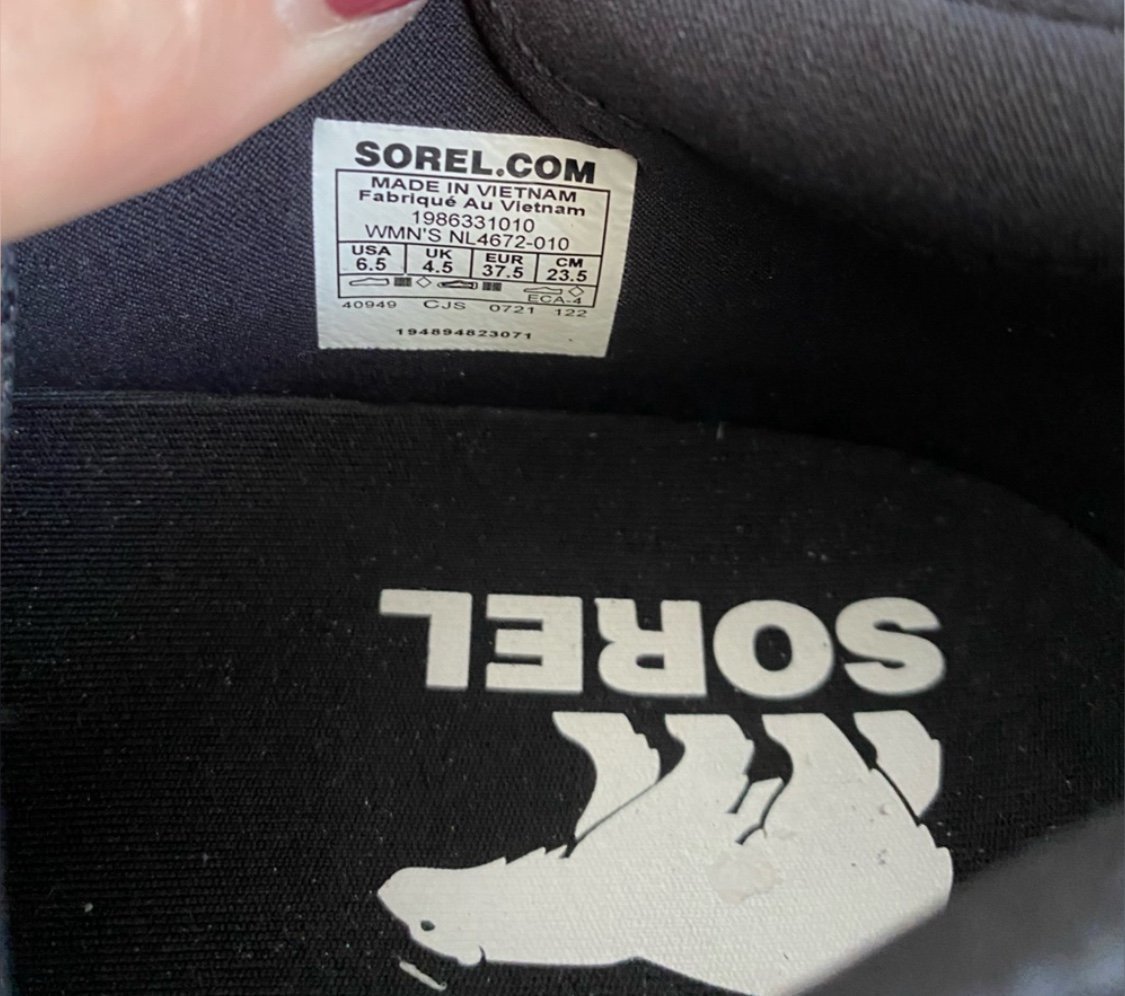 SOREL.COM
MADE IN VIETNAM
Fabriqué Au Vietnam
1986331010
WMN'S NL4672-010
USA UK EUR CM
6.5 4.5 37.5 23.5
ECA-4
40949 CJS 0721 122
194894823071
SOREL